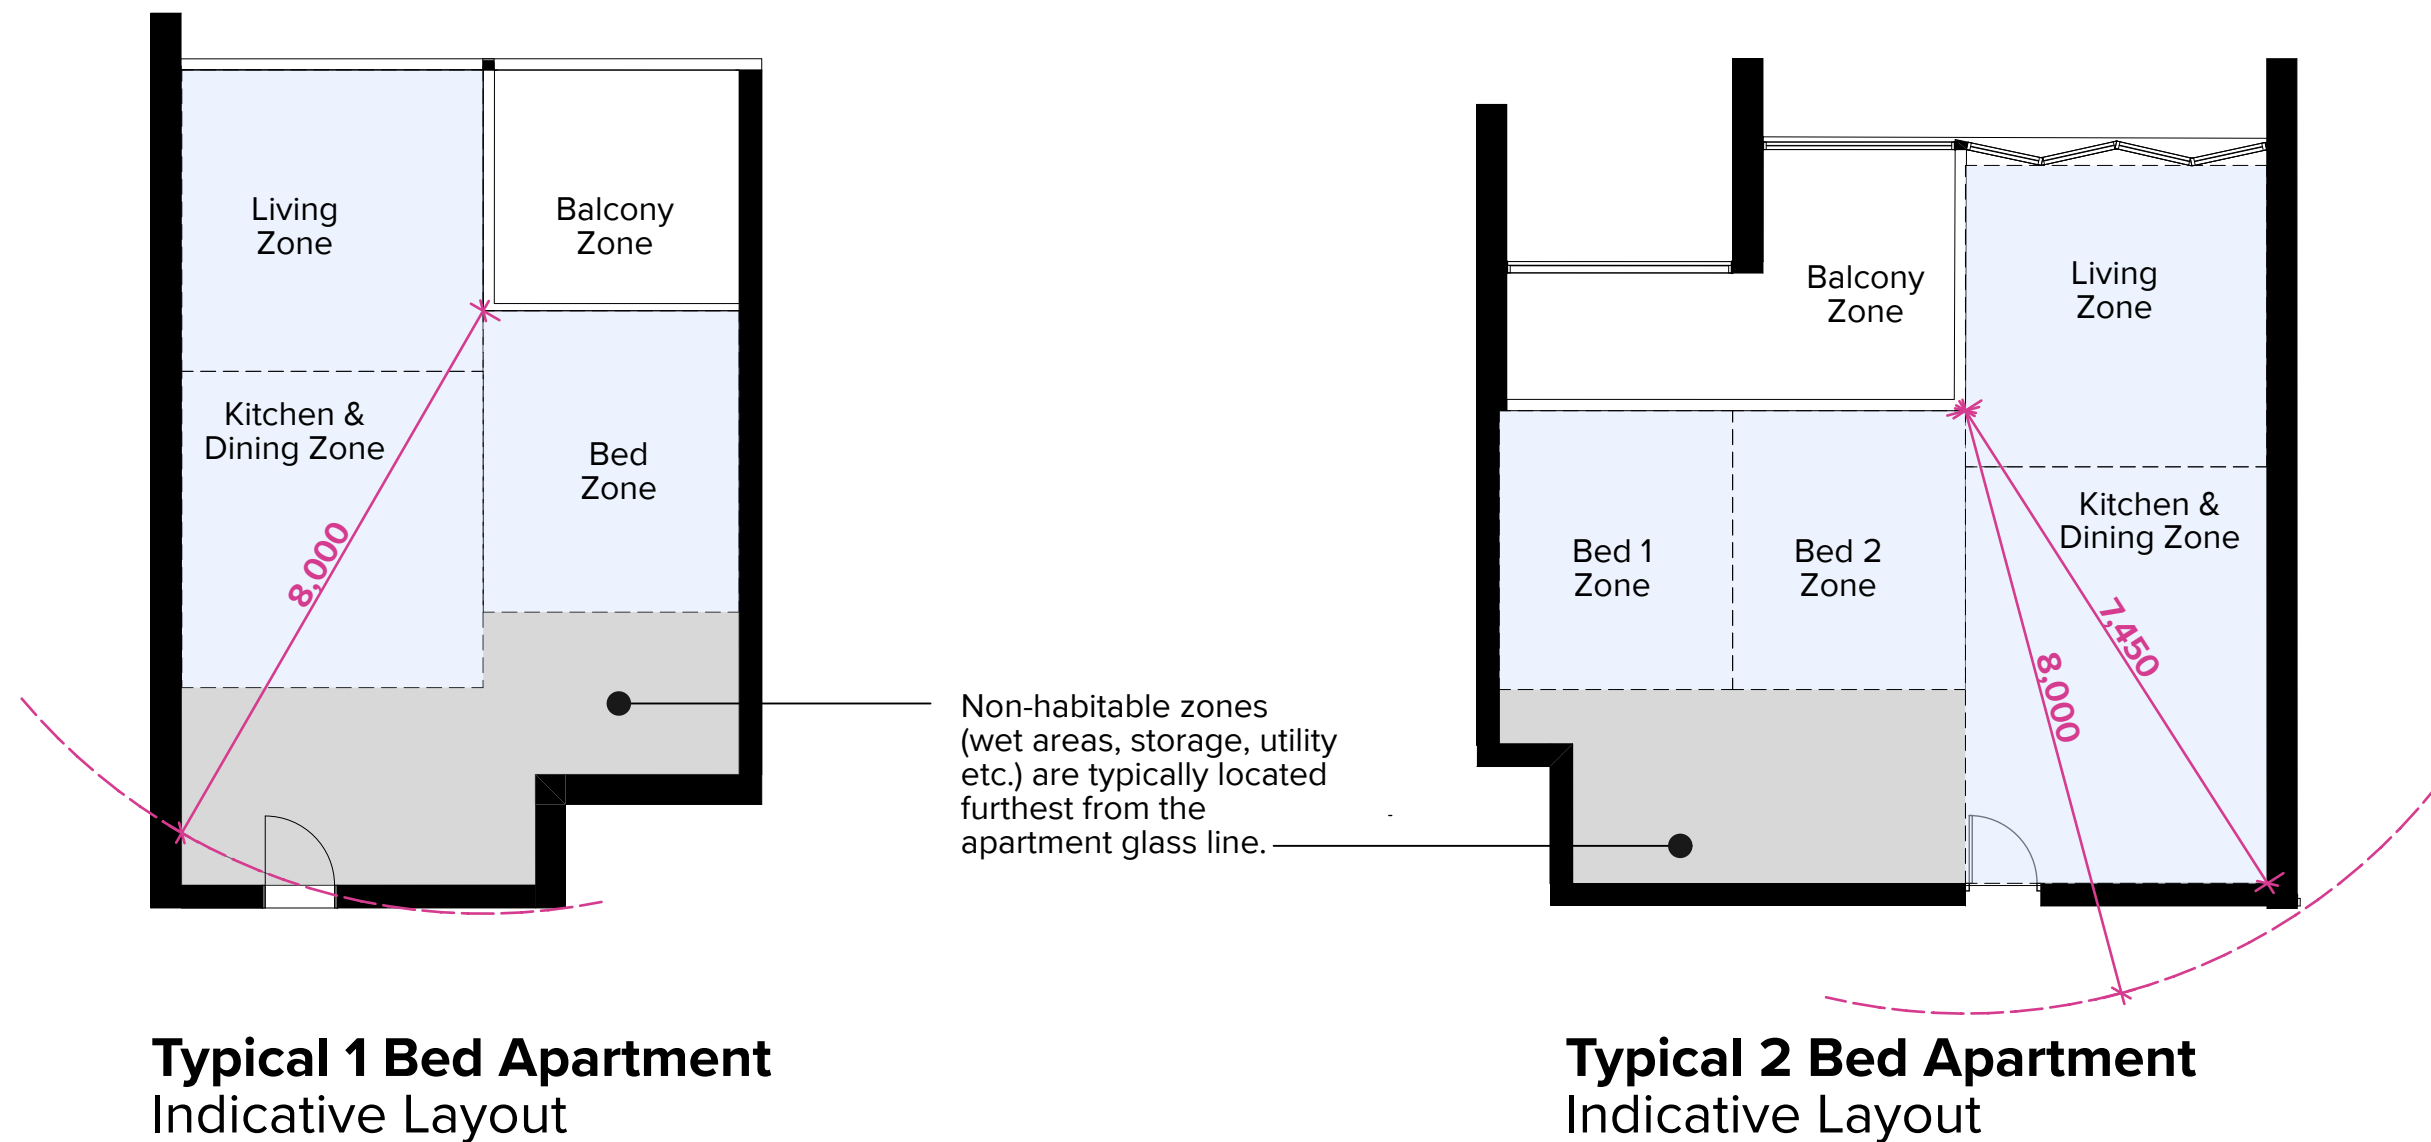 Living
Zone
Balcony
Zone
Kitchen &
Dining Zone
Bed
Zone
8,000
Non-habitable zones
(wet areas, storage, utility
etc.) are typically located
furthest from the
apartment glass line.
Typical 1 Bed Apartment
Indicative Layout
Balcony
Zone
Living
Zone
Kitchen &
Dining Zone
Bed 1
Zone
Bed 2
Zone
7,450
8,000
Typical 2 Bed Apartment
Indicative Layout